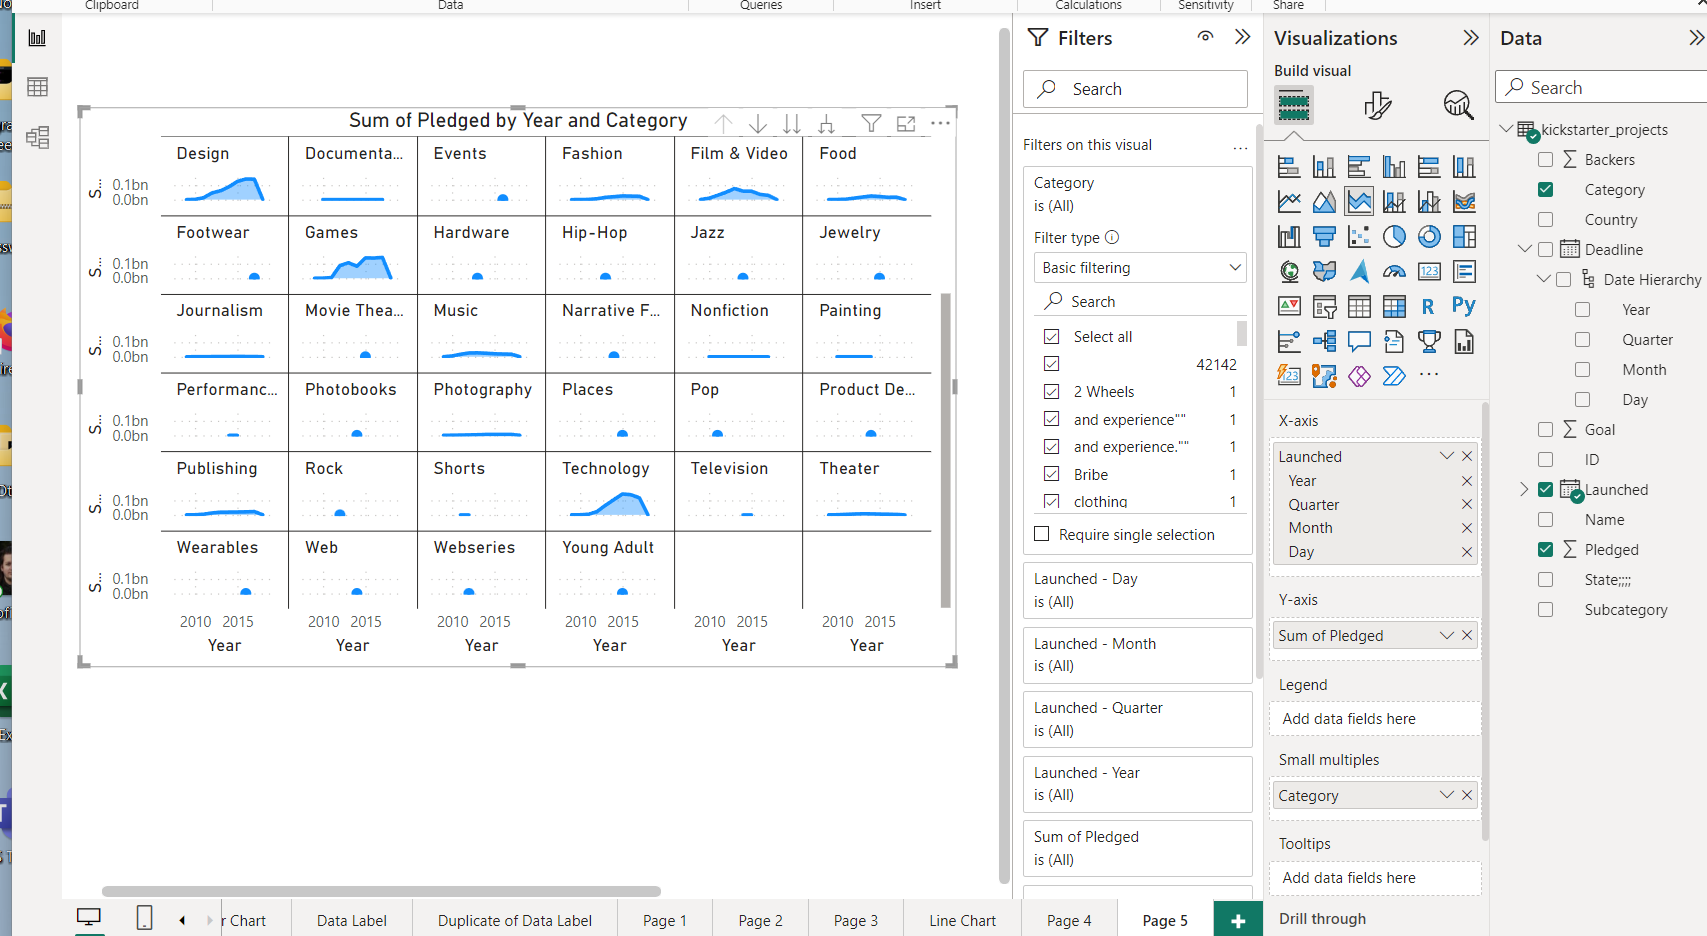 Clipboard
Data
Queries
Insert
Calculations
Sensitivity
Share
Sum of Pledged by Year and Category
Design
Documenta...
Events
Fashion
Film & Video
Food
S...
0.1bn
0.0bn
Footwear
Games
Hardware
Hip-Hop
Jazz
Jewelry
S...
0.1bn
0.0bn
Journalism
Movie Thea...
Music
Narrative F...
Nonfiction
Painting
S...
0.1bn
0.0bn
Performanc...
Photobooks
Photography
Places
Pop
Product De...
S...
0.1bn
0.0bn
Publishing
Rock
Shorts
Technology
Television
Theater
S...
0.1bn
0.0bn
Wearables
Web
Webseries
Young Adult
S...
0.1bn
0.0bn
2010 2015
2010 2015
2010 2015
2010 2015
2010 2015
2010 2015
Year
Year
Year
Year
Year
Year
r Chart
Data Label
Duplicate of Data Label
Page 1
Page 2
Page 3
Line Chart
Page 4
Page 5
Filters
Search
Filters on this visual
...
Category
is (All)
Filter type
Basic filtering
Search
Select all
42142
2 Wheels 1
and experience"" 1
and experience."" 1
Bribe 1
clothing 1
Require single selection
Launched - Day
is (All)
Launched - Month
is (All)
Launched - Quarter
is (All)
Launched - Year
is (All)
Sum of Pledged
is (All)
Visualizations
Build visual
123
R
Py
123
...
X-axis
Launched
Year
Quarter
Month
Day
Y-axis
Sum of Pledged
Legend
Add data fields here
Small multiples
Category
Tooltips
Add data fields here
Drill through
Data
Search
kickstarter_projects
Backers
Category
Country
Deadline
Date Hierarchy
Year
Quarter
Month
Day
Goal
ID
Launched
Name
Pledged
State;;;;
Subcategory